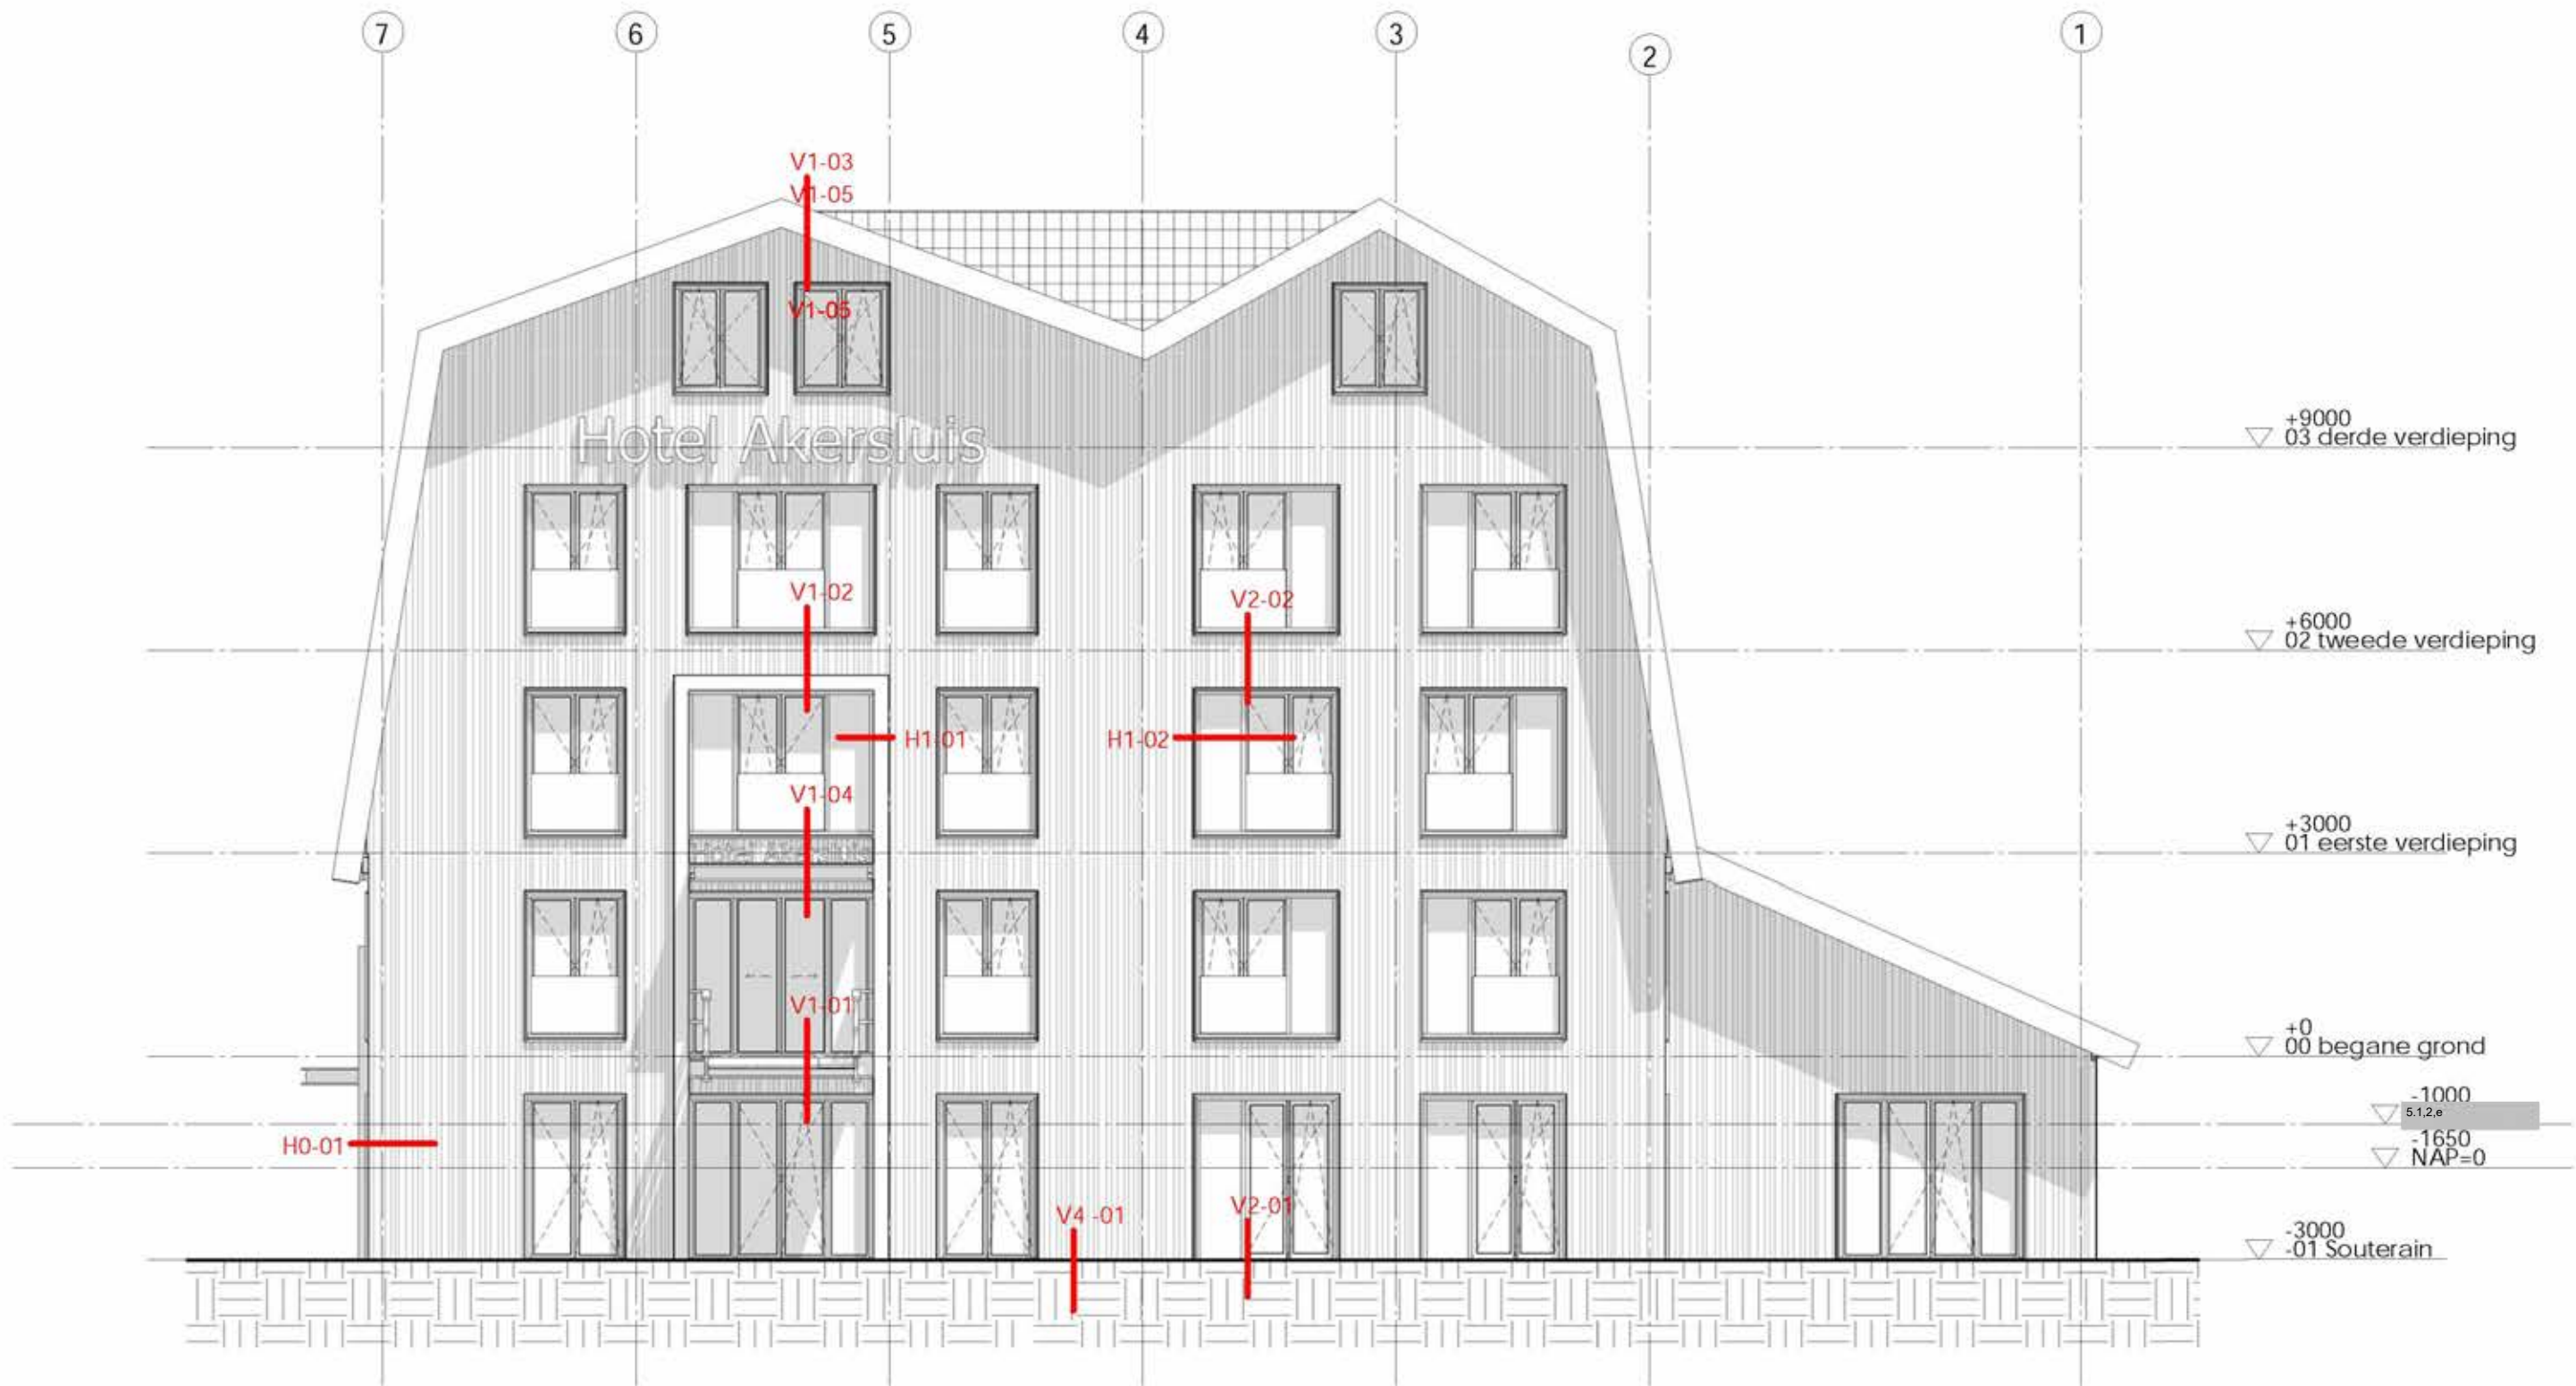 7
6
5
4
3
2
1
V1-03
V1-05
V1-05
+9000
03 derde verdieping
Hotel Akersluis
V1-02
V2-02
+6000
02 tweede verdieping
H1-01
H1-02
V1-04
+3000
01 eerste verdieping
Hotel Akersluis
V1-01
+0
00 begane grond
-1000
5.1,2,e
H0-01
-1650
NAP=0
V4 -01
V2-01
-3000
-01 Souterain